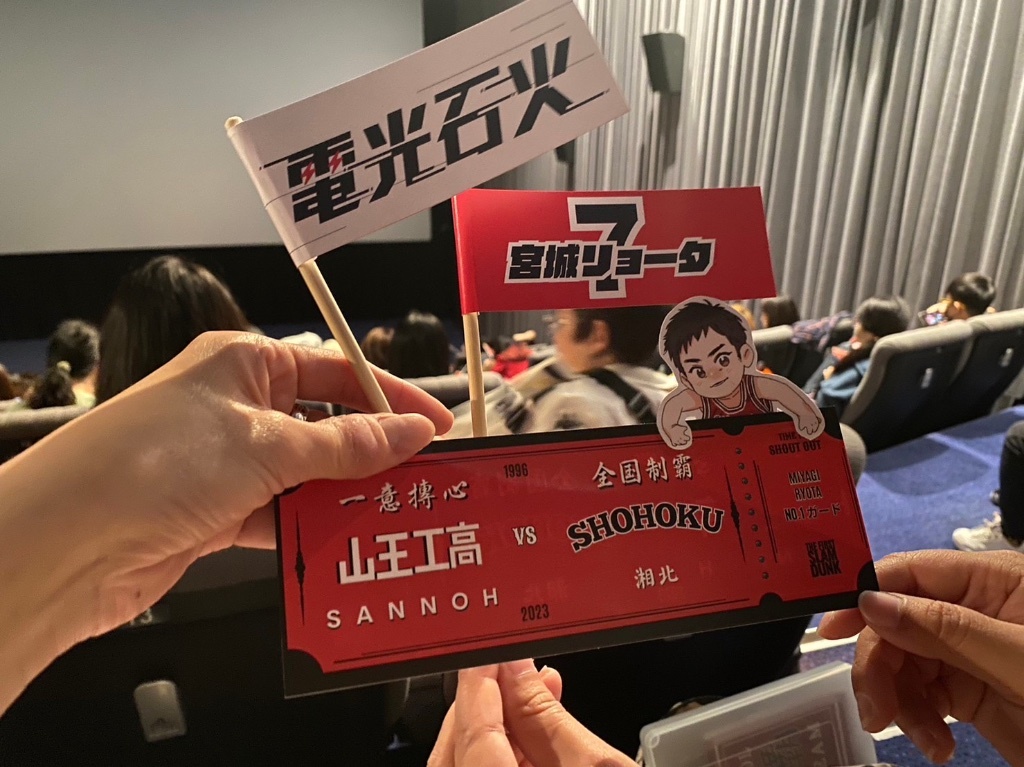 電光石火
7
宮城リョータ
1996
一意摶心
全国制覇
山王工高
VS
SHOHOKU
SANNOH
湘北
2023
SHOUT OUT
MIYAGI
RYOTA
NO.1 ガード
THE FIRST
SLAM
DUNK